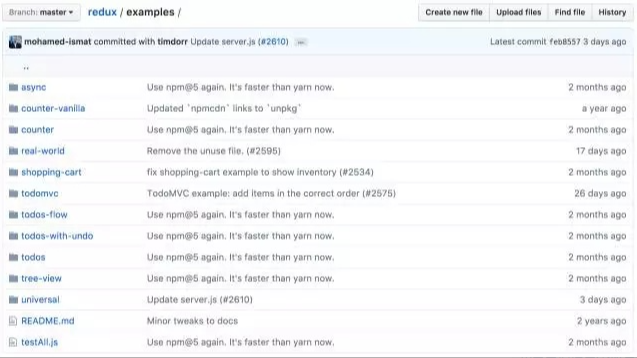 Branch: master redux / examples / Create new file Upload files Find file History
mohamed-ismat committed with timdorr Update server.js (#2610) ... Latest commit feb8557 3 days ago
..
async Use npm@5 again. It's faster than yarn now. 2 months ago
counter-vanilla Updated `npmcdn` links to `unpkg` a year ago
counter Use npm@5 again. It's faster than yarn now. 2 months ago
real-world Remove the unuse file. (#2595) 17 days ago
shopping-cart fix shopping-cart example to show inventory (#2534) 2 months ago
todomvc TodoMVC example: add items in the correct order (#2575) 26 days ago
todos-flow Use npm@5 again. It's faster than yarn now. 2 months ago
todos-with-undo Use npm@5 again. It's faster than yarn now. 2 months ago
todos Use npm@5 again. It's faster than yarn now. 2 months ago
tree-view Use npm@5 again. It's faster than yarn now. 2 months ago
universal Update server.js (#2610) 3 days ago
README.md Minor tweaks to docs 2 years ago
testAll.js Use npm@5 again. It's faster than yarn now. 2 months ago